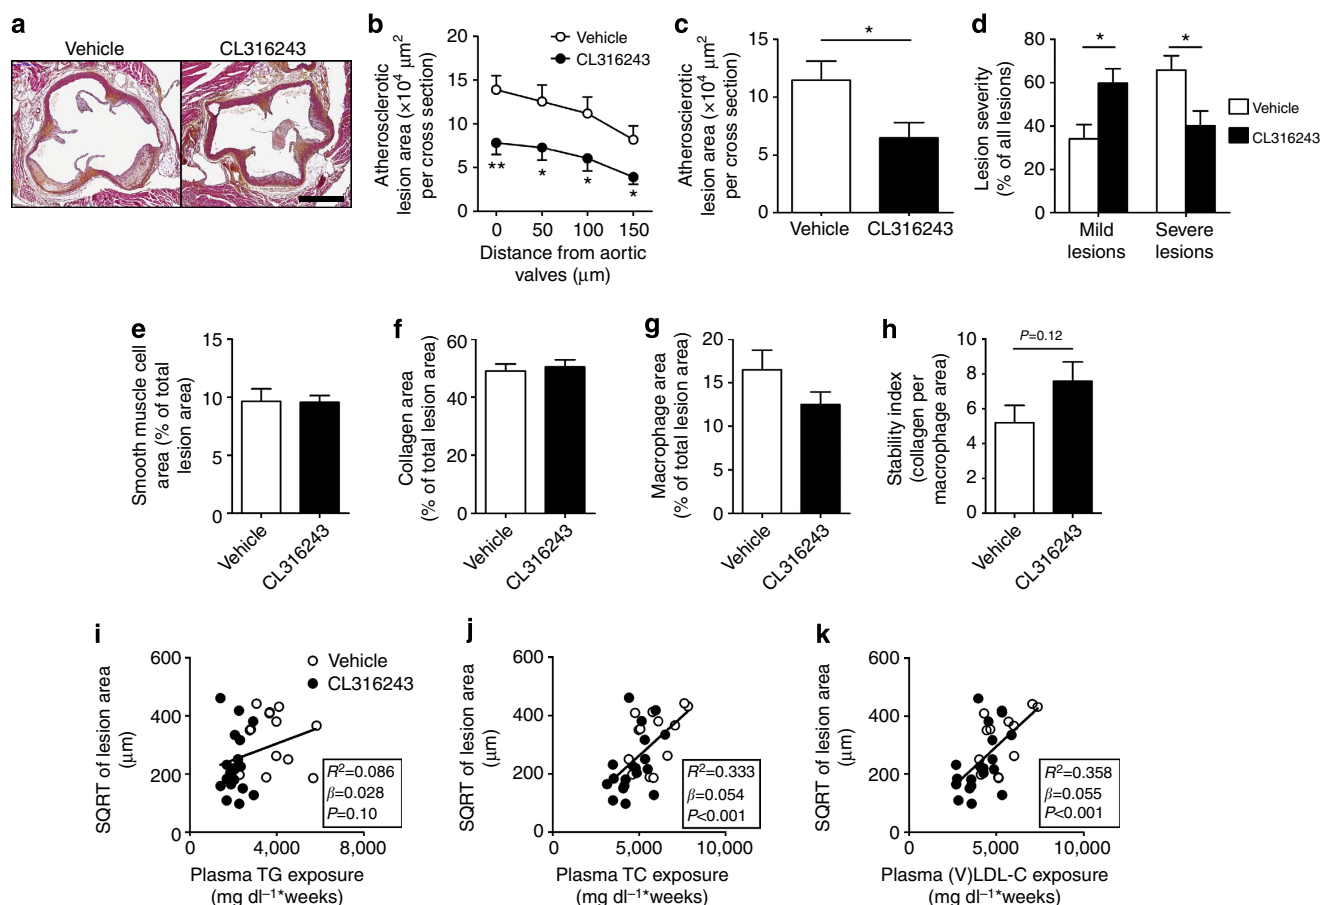 a
Vehicle
CL316243
b
Atherosclerotic
lesion area (×10⁴ μm²
per cross section)
20
15
10
5
0
Vehicle
CL316243
**
*
*
*
0
50
100
150
Distance from aortic
valves (μm)
c
Atherosclerotic
lesion area (×10⁴ μm²
per cross section)
15
10
5
0
*
Vehicle
CL316243
d
Lesion severity
(% of all lesions)
80
60
40
20
0
*
*
Vehicle
CL316243
Mild
lesions
Severe
lesions
e
Smooth muscle cell
area (% of total
lesion area)
15
10
5
0
Vehicle
CL316243
f
Collagen area
(% of total lesion area)
60
40
20
0
Vehicle
CL316243
g
Macrophage area
(% of total lesion area)
20
15
10
5
0
Vehicle
CL316243
h
Stability index
(collagen per
macrophage area)
10
8
6
4
2
0
P=0.12
Vehicle
CL316243
i
SQRT of lesion area
(μm)
600
400
200
0
Vehicle
CL316243
R²=0.086
β=0.028
P=0.10
0
4,000
8,000
Plasma TG exposure
(mg dl⁻¹*weeks)
j
SQRT of lesion area
(μm)
600
400
200
0
R²=0.333
β=0.054
P<0.001
0
5,000
10,000
Plasma TC exposure
(mg dl⁻¹*weeks)
k
SQRT of lesion area
(μm)
600
400
200
0
R²=0.358
β=0.055
P<0.001
0
5,000
10,000
Plasma (V)LDL-C exposure
(mg dl⁻¹*weeks)